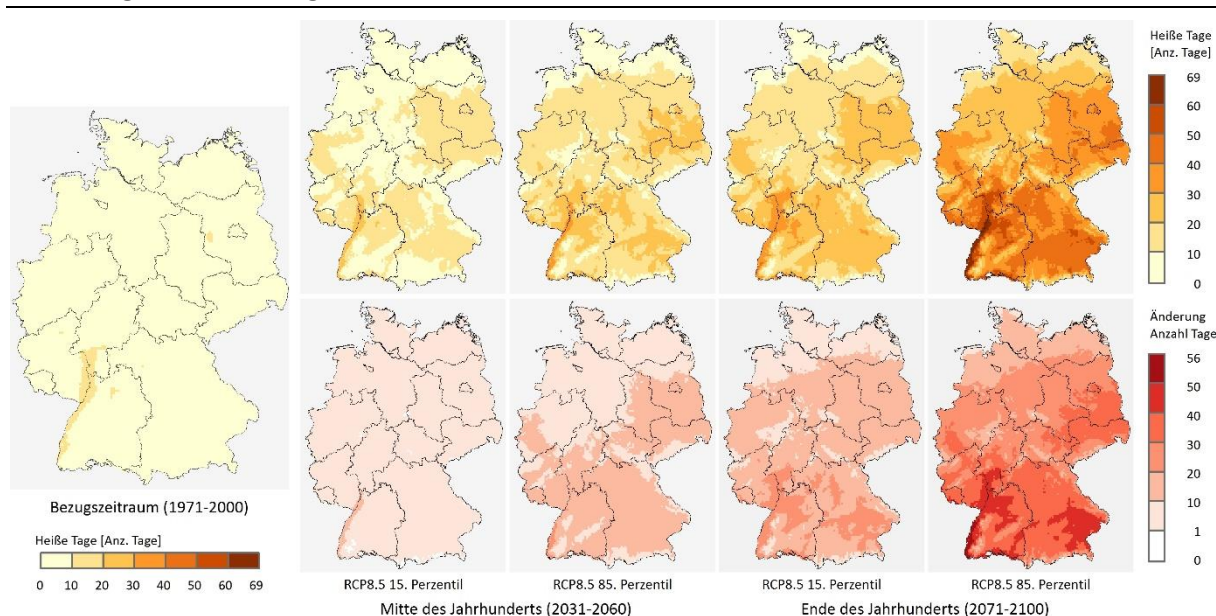 Heiße Tage
[Anz. Tage]
69
60
50
40
30
20
10
0
Änderung
Anzahl Tage
56
50
40
30
20
10
1
0
Bezugszeitraum (1971-2000)
Heiße Tage [Anz. Tage]
0 10 20 30 40 50 60 69
RCP8.5 15. Perzentil RCP8.5 85. Perzentil RCP8.5 15. Perzentil RCP8.5 85. Perzentil
Mitte des Jahrhunderts (2031-2060) Ende des Jahrhunderts (2071-2100)